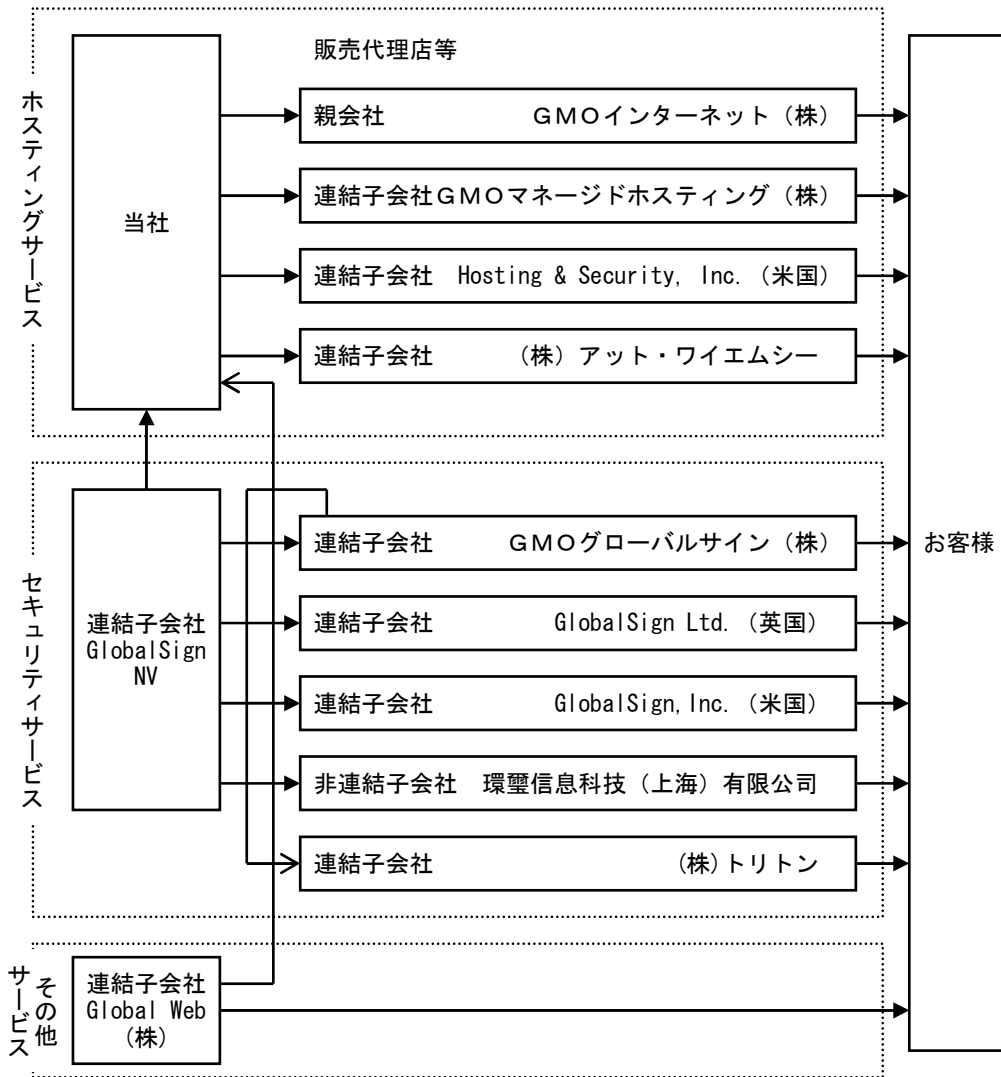 ホスティングサービス
当社
販売代理店等
親会社 GMOインターネット(株)
連結子会社GMOマネージドホスティング(株)
連結子会社 Hosting & Security, Inc.(米国)
連結子会社 (株)アット・ワイエムシー
セキュリティサービス
連結子会社
GlobalSign
NV
連結子会社 GMOグローバルサイン(株)
連結子会社 GlobalSign Ltd.(英国)
連結子会社 GlobalSign,Inc.(米国)
非連結子会社 環璽信息科技(上海)有限公司
連結子会社 (株)トリトン
お客様
その他
サービス
連結子会社
Global Web
(株)